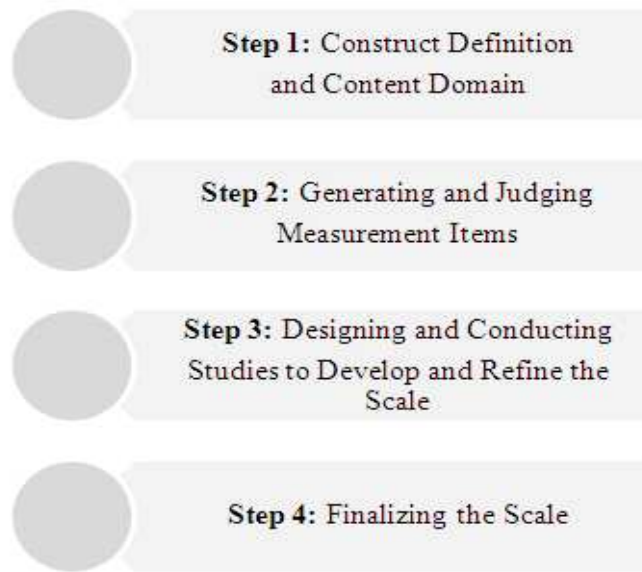 Step 1: Construct Definition
and Content Domain
Step 2: Generating and Judging
Measurement Items
Step 3: Designing and Conducting
Studies to Develop and Refine the
Scale
Step 4: Finalizing the Scale